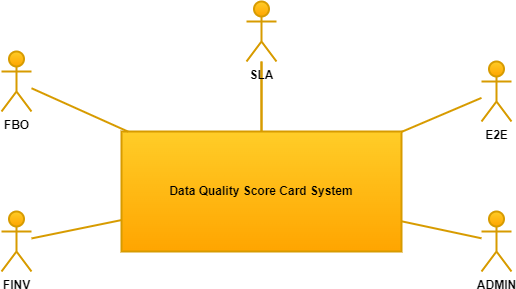 SLA
FBO
E2E
Data Quality Score Card System
FINV
ADMIN